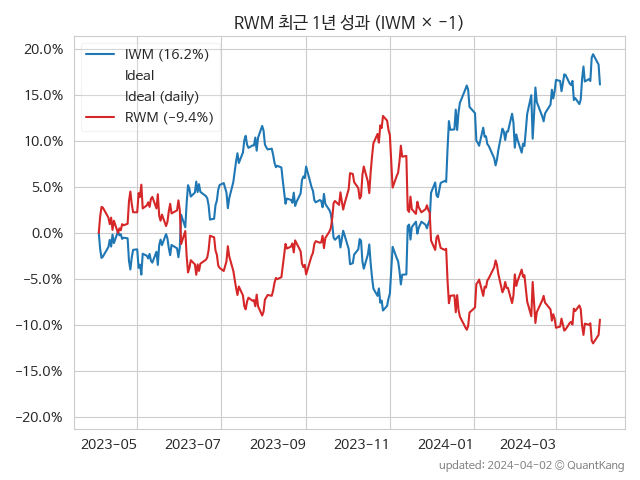 RWM 최근 1년 성과 (IWM × −1)
IWM (16.2%)
Ideal
Ideal (daily)
RWM (−9.4%)
20.0%
15.0%
10.0%
5.0%
0.0%
−5.0%
−10.0%
−15.0%
−20.0%
2023-05 2023-07 2023-09 2023-11 2024-01 2024-03
updated: 2024-04-02 © QuantKang